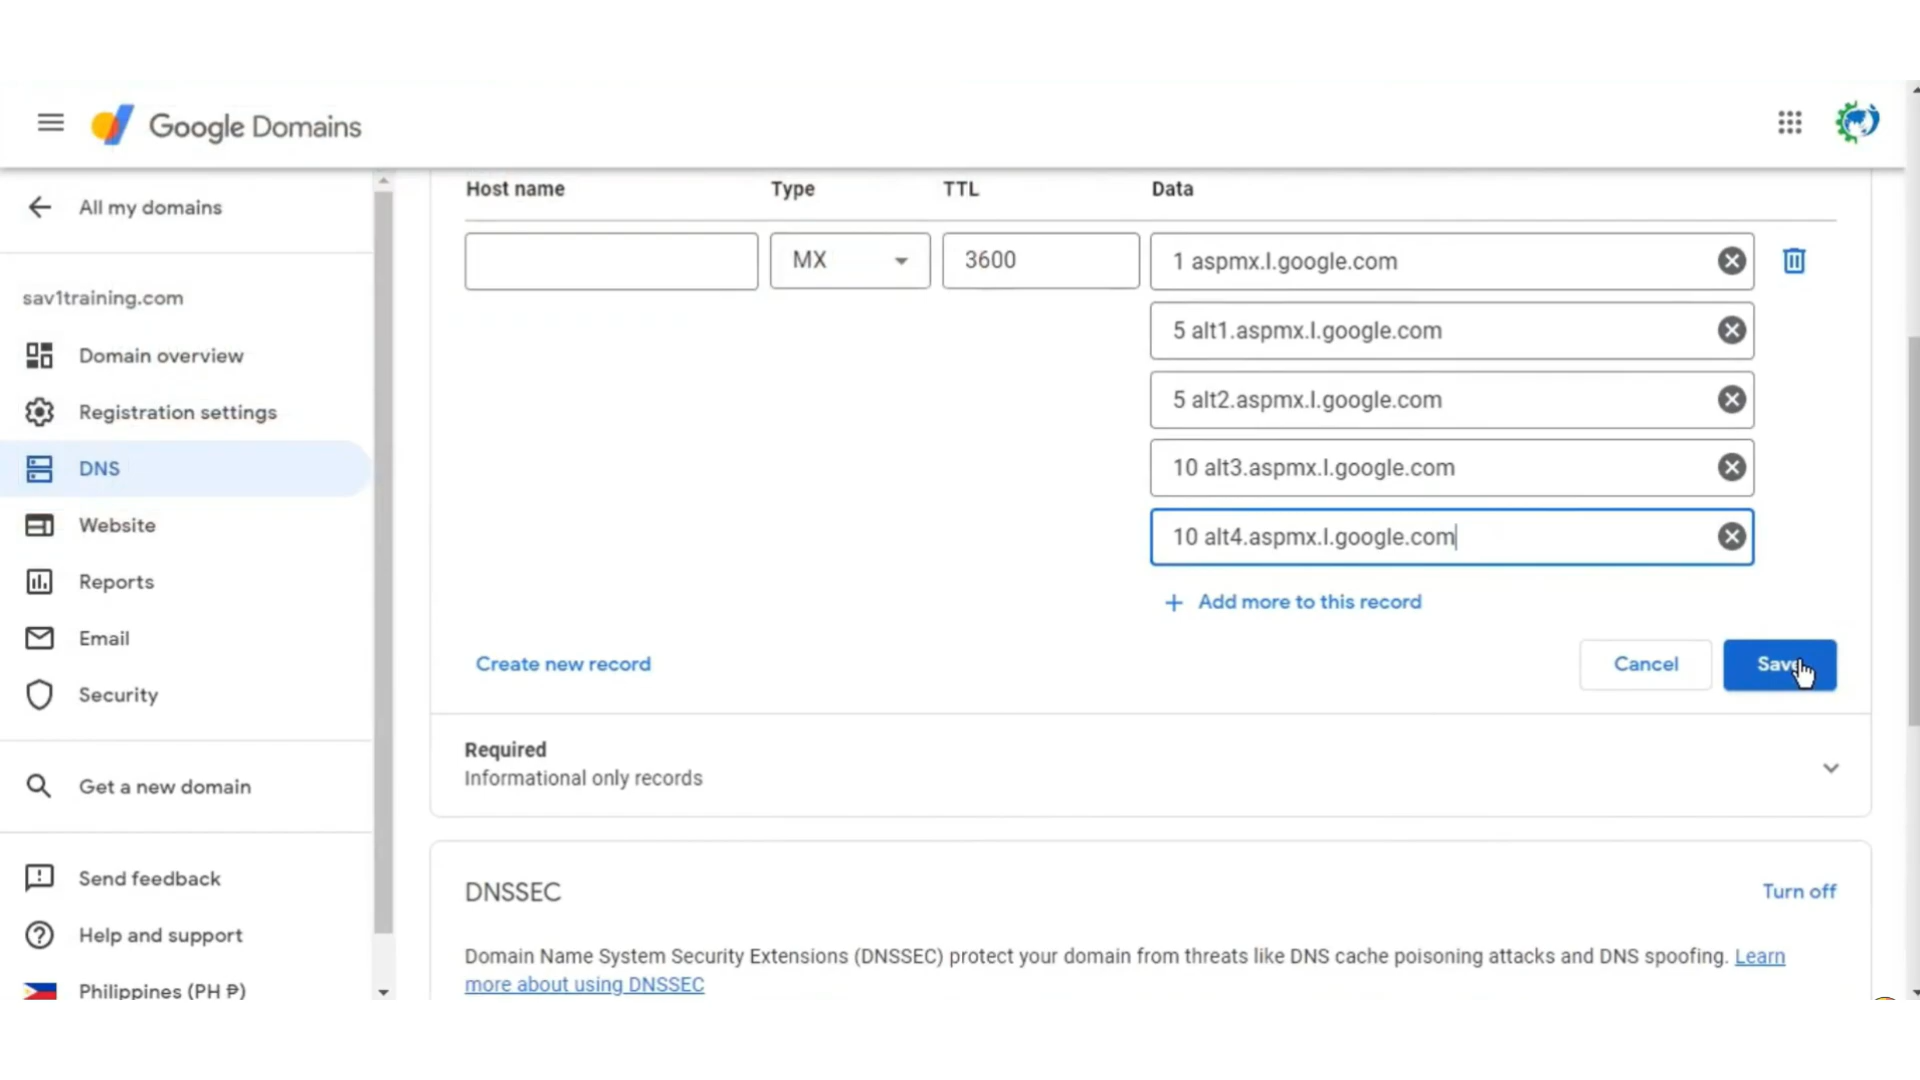 Google Domains
All my domains
sav1training.com
Domain overview
Registration settings
DNS
Website
Reports
Email
Security
Get a new domain
Send feedback
Help and support
Philippines (PH ₱)
Host name Type TTL Data
MX 3600 1 aspmx.l.google.com
5 alt1.aspmx.l.google.com
5 alt2.aspmx.l.google.com
10 alt3.aspmx.l.google.com
10 alt4.aspmx.l.google.com
+ Add more to this record
Create new record Cancel Save
Required
Informational only records
DNSSEC Turn off
Domain Name System Security Extensions (DNSSEC) protect your domain from threats like DNS cache poisoning attacks and DNS spoofing. Learn
more about using DNSSEC